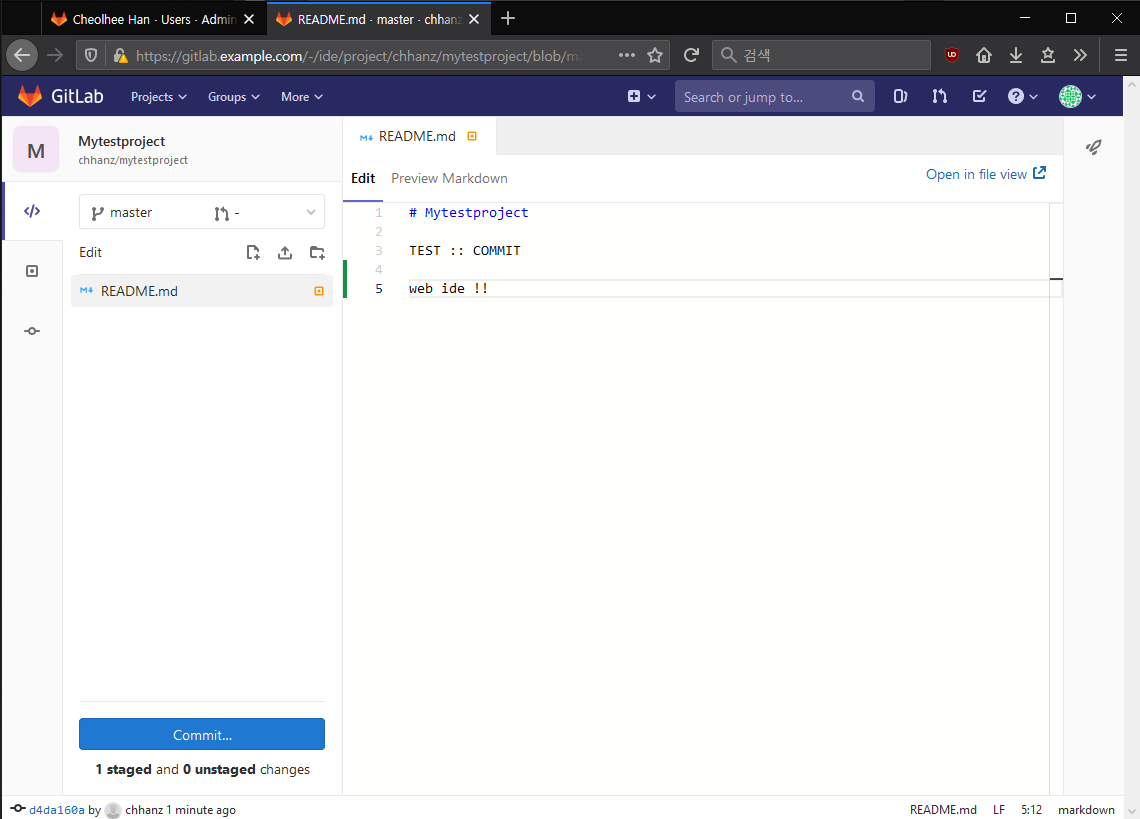 Cheolhee Han · Users · Admin
README.md · master · chhanz
https://gitlab.example.com/-/ide/project/chhanz/mytestproject/blob/ma
검색
UD
GitLab
Projects
Groups
More
Search or jump to...
?
M
Mytestproject
chhanz/mytestproject
master
-
Edit
M↓ README.md
Commit...
1 staged and 0 unstaged changes
M↓ README.md
Edit
Preview Markdown
Open in file view
1 # Mytestproject
2
3 TEST :: COMMIT
4
5 web ide !!
d4da160a by chhanz 1 minute ago
README.md LF 5:12 markdown